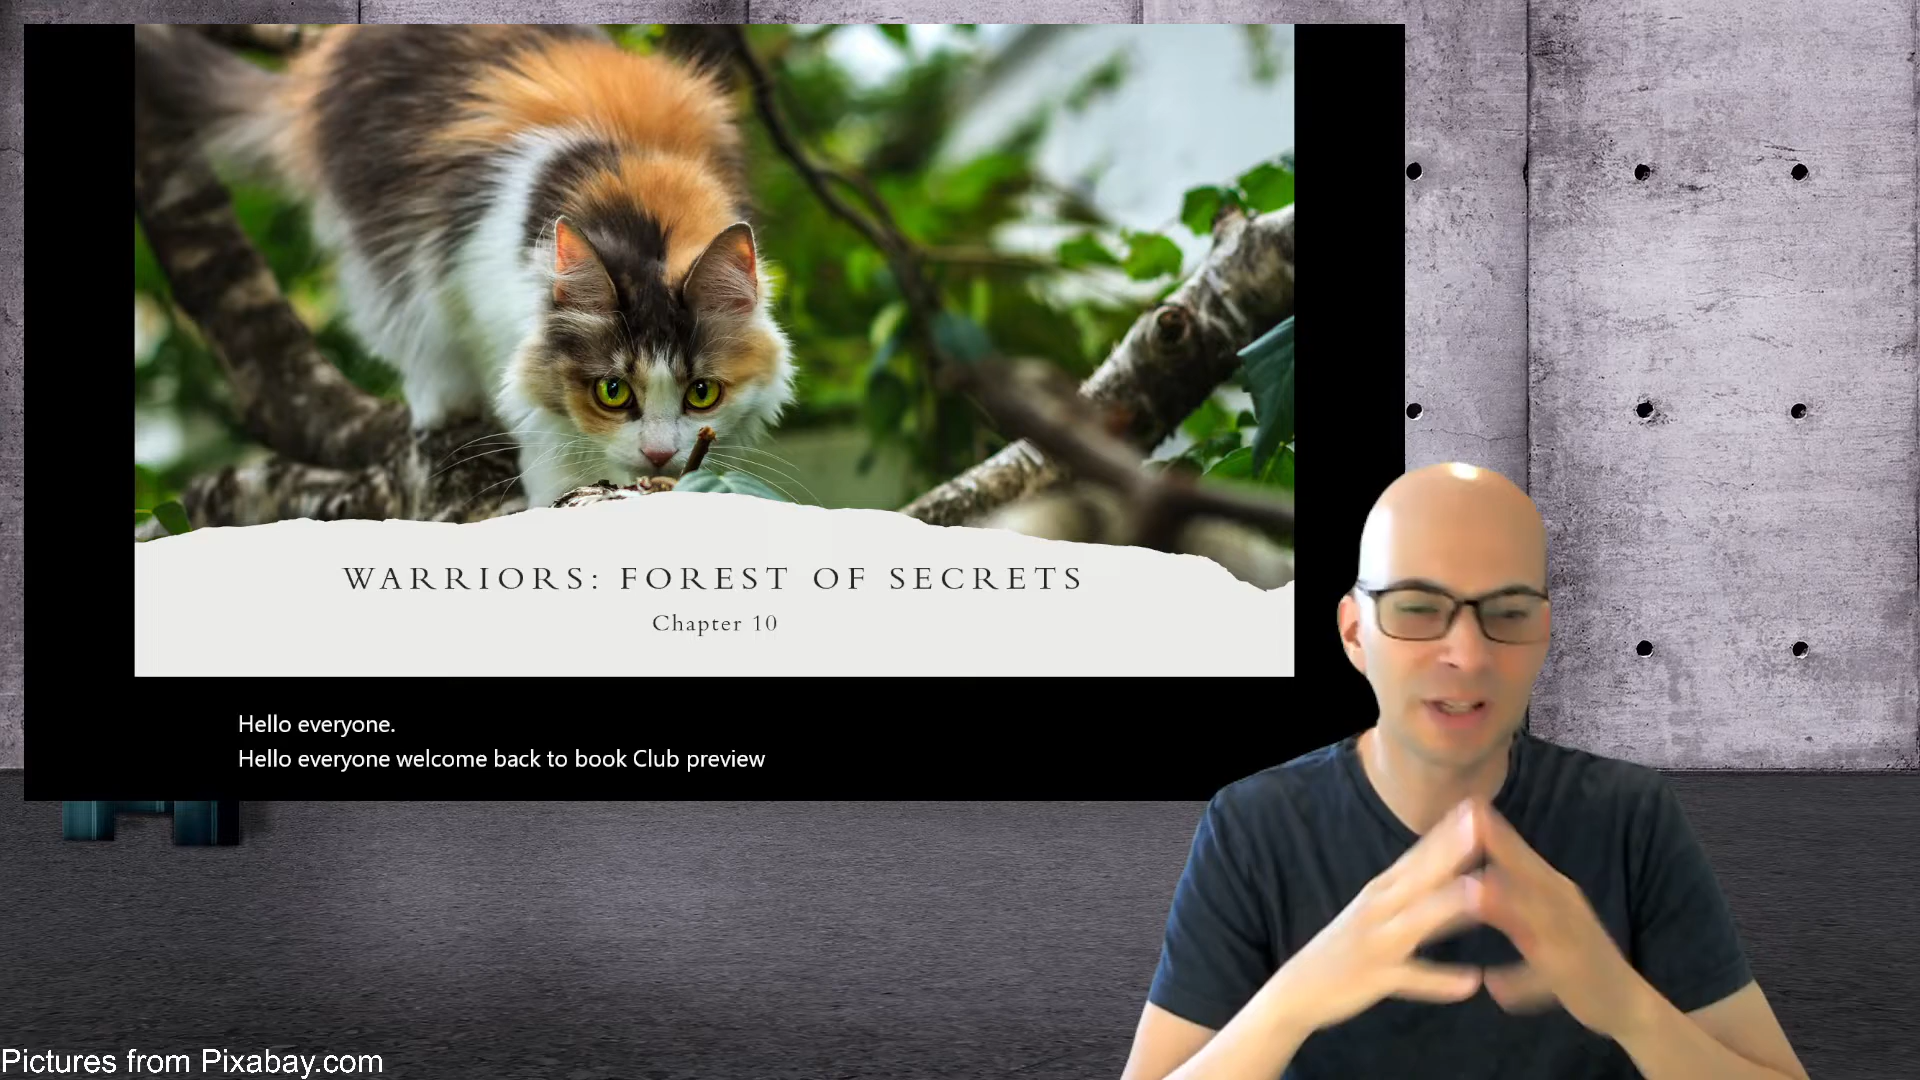 WARRIORS: FOREST OF SECRETS
Chapter 10
Hello everyone.
Hello everyone welcome back to book Club preview
Pictures from Pixabay.com